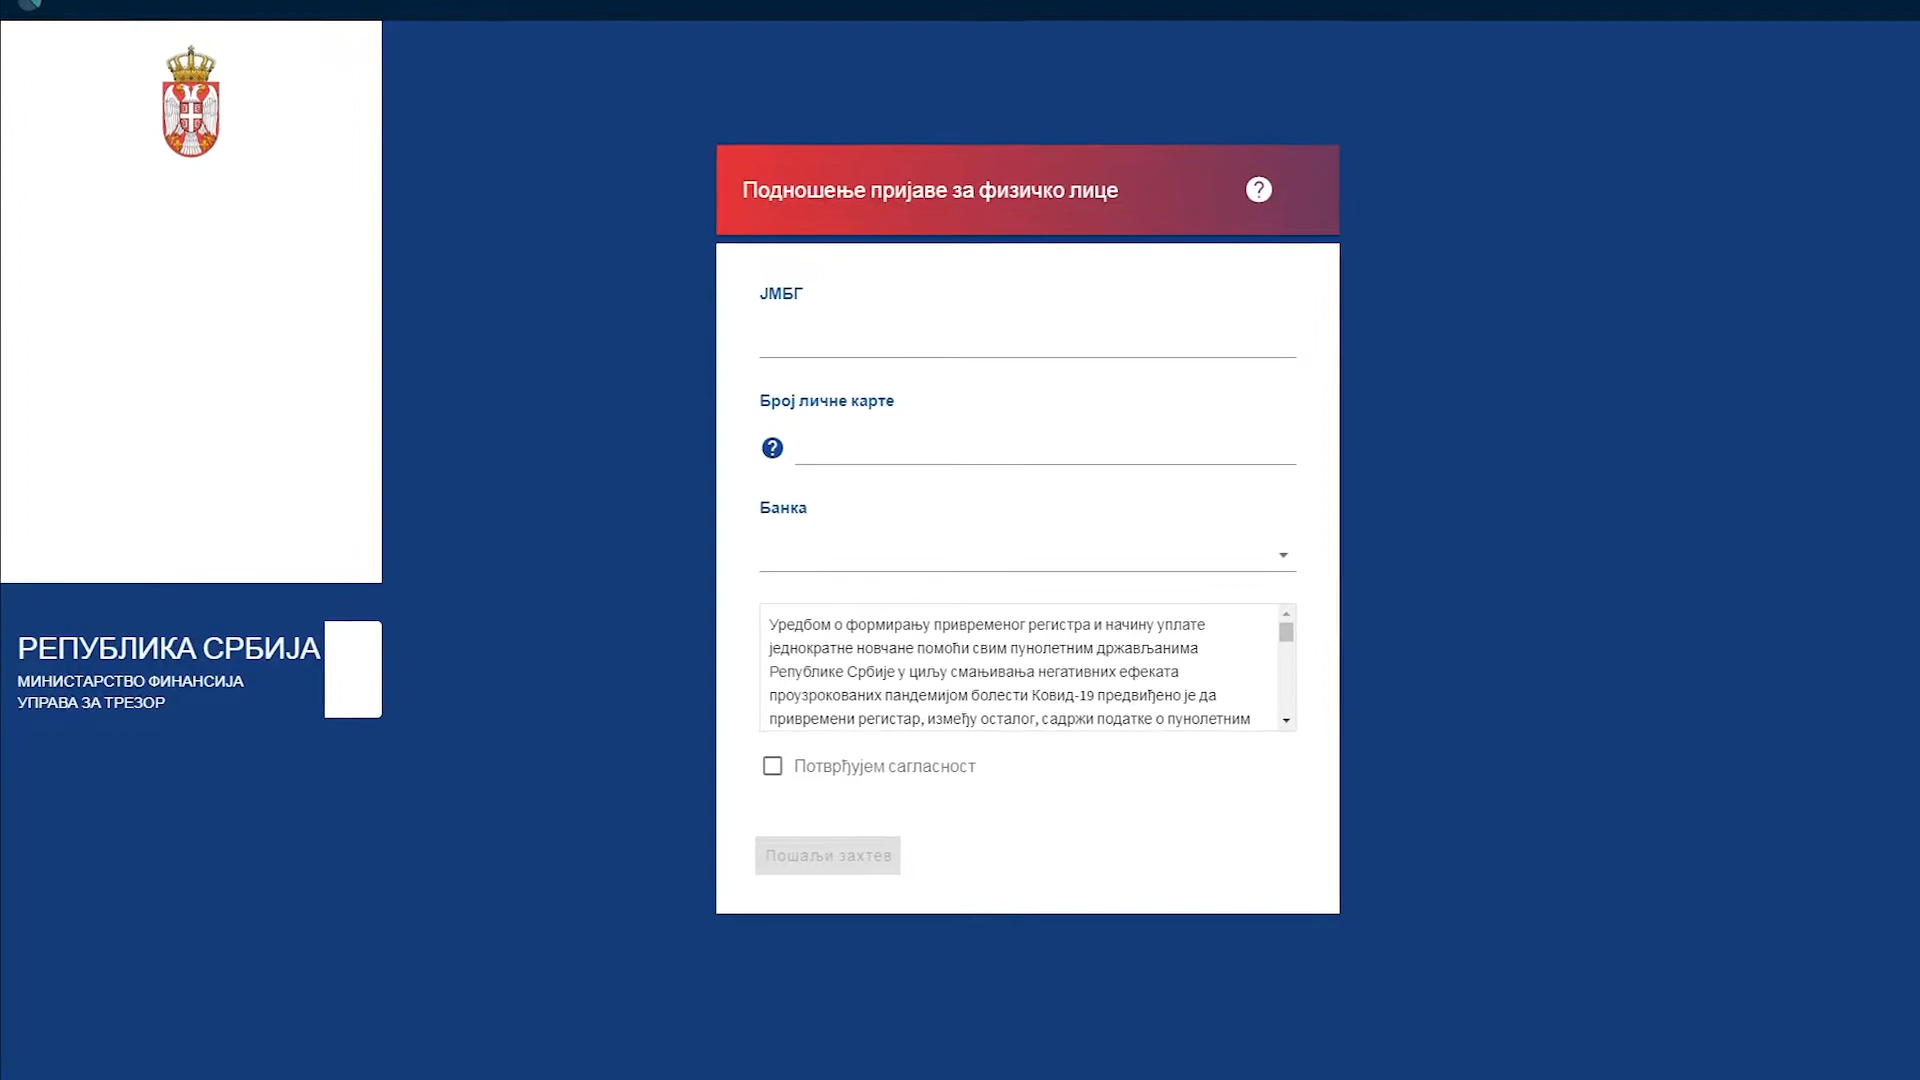 РЕПУБЛИКА СРБИЈА
МИНИСТАРСТВО ФИНАНСИЈА
УПРАВА ЗА ТРЕЗОР
Подношење пријаве за физичко лице
?
ЈМБГ
Број личне карте
?
Банка
Уредбом о формирању привременог регистра и начину уплате
једнократне новчане помоћи свим пунолетним држављанима
Републике Србије у циљу смањивања негативних ефеката
проузрокованих пандемијом болести Ковид-19 предвиђено је да
привремени регистар, између осталог, садржи податке о пунолетним
Потврђујем сагласност
Пошаљи захтев